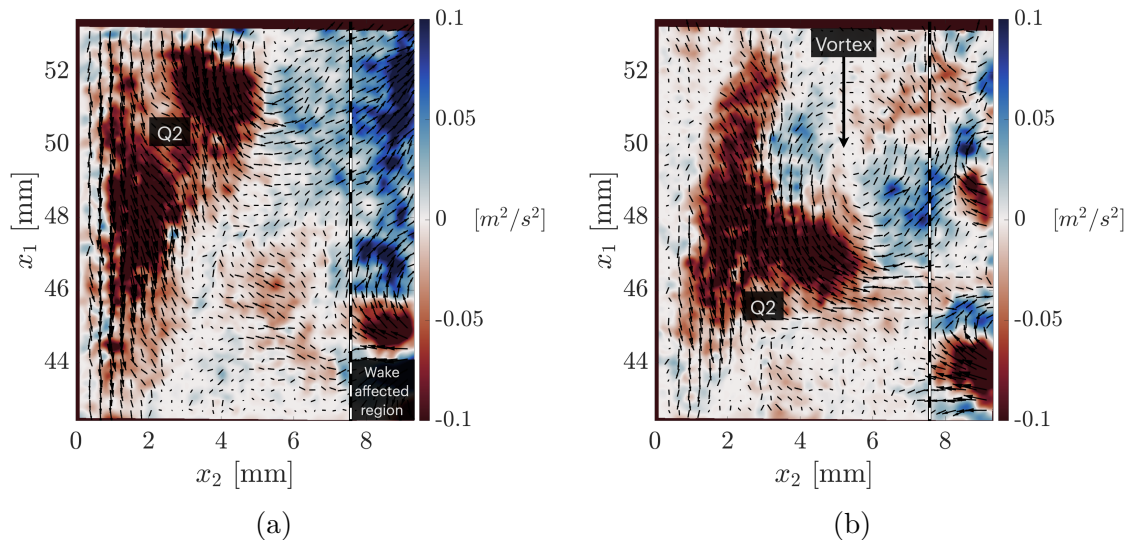 0.1
0.05
0
-0.05
-0.1
[m²/s²]
52
50
48
46
44
x₁ [mm]
Q2
Wake
affected
region
0 2 4 6 8
x₂ [mm]
(a)
0.1
0.05
0
-0.05
-0.1
[m²/s²]
52
50
48
46
44
x₁ [mm]
Vortex
Q2
0 2 4 6 8
x₂ [mm]
(b)